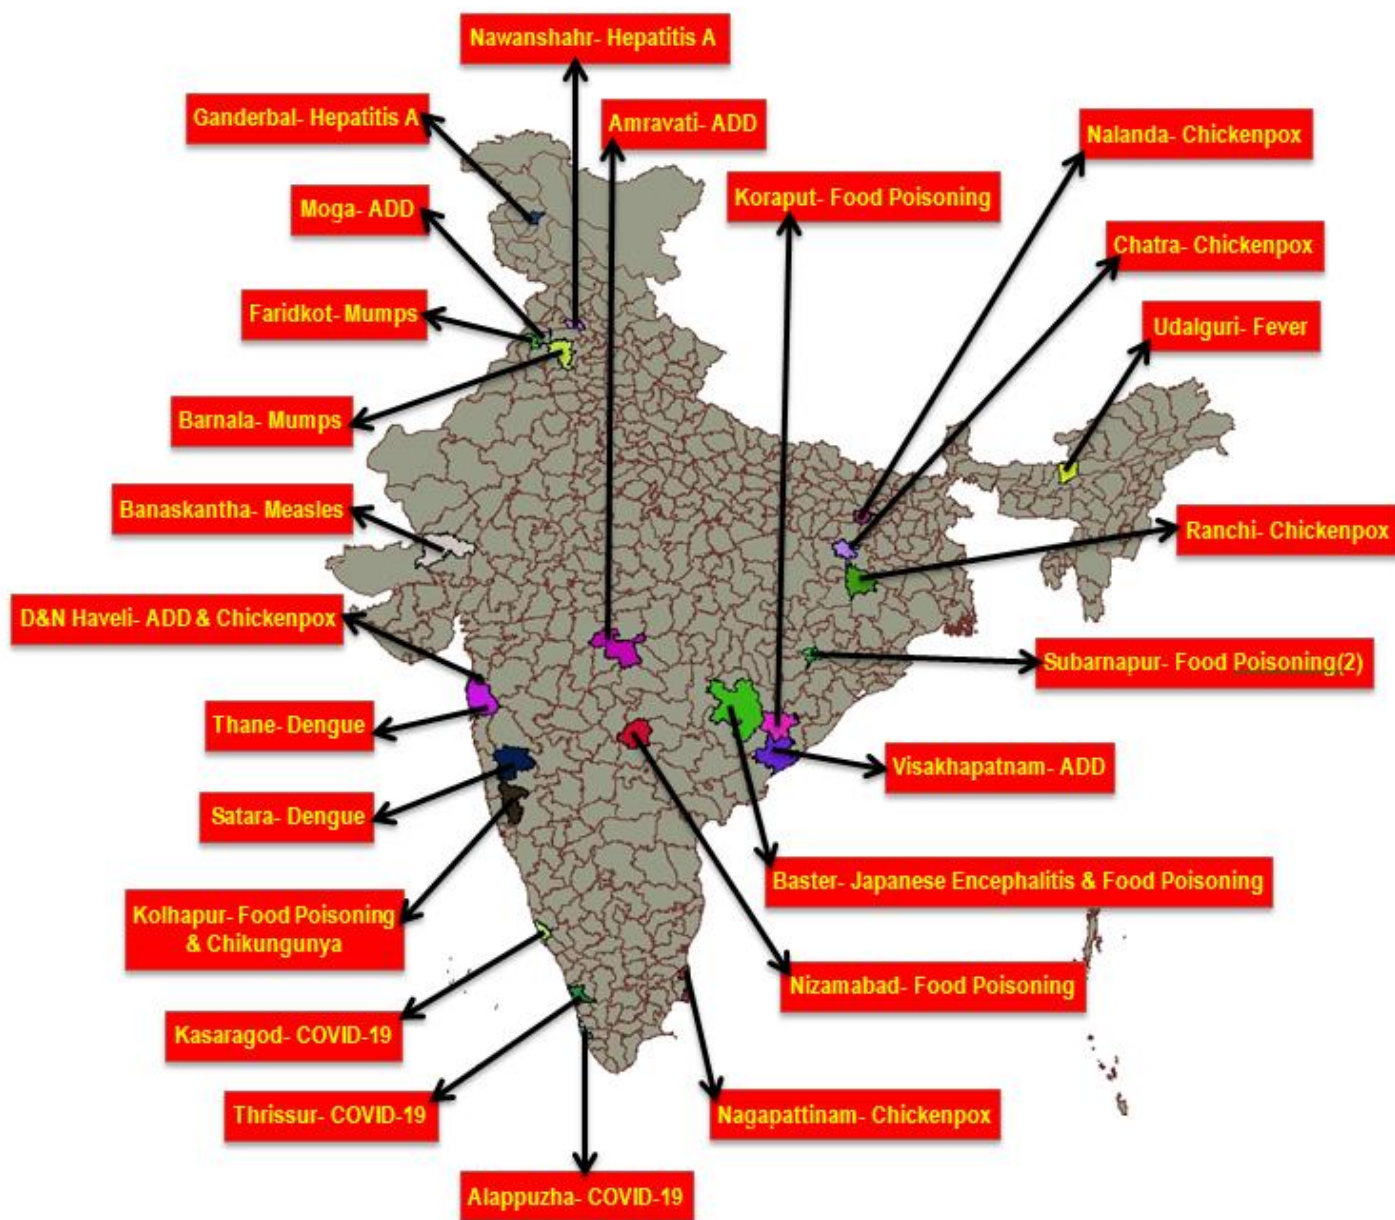 Nawanshahr- Hepatitis A
Ganderbal- Hepatitis A
Amravati- ADD
Nalanda- Chickenpox
Moga- ADD
Koraput- Food Poisoning
Chatra- Chickenpox
Faridkot- Mumps
Udalguri- Fever
Barnala- Mumps
Banaskantha- Measles
Ranchi- Chickenpox
D&N Haveli- ADD & Chickenpox
Subarnapur- Food Poisoning(2)
Thane- Dengue
Visakhapatnam- ADD
Satara- Dengue
Baster- Japanese Encephalitis & Food Poisoning
Kolhapur- Food Poisoning
& Chikungunya
Nizamabad- Food Poisoning
Kasaragod- COVID-19
Thrissur- COVID-19
Nagapattinam- Chickenpox
Alappuzha- COVID-19